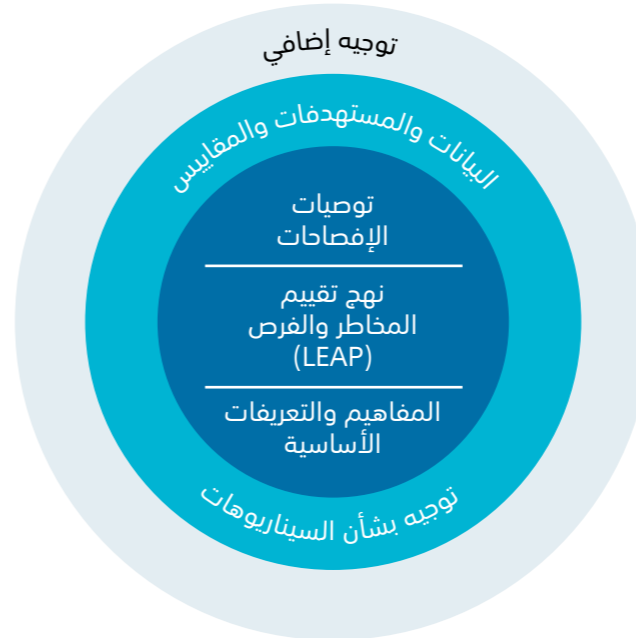 توجيه إضافي
البيانات والمستهدفات والمقاييس
توصيات
الإفصاحات
نهج تقييم
المخاطر والفرص
(LEAP)
المفاهيم والتعريفات
الأساسية
توجيه بشأن السيناريوهات